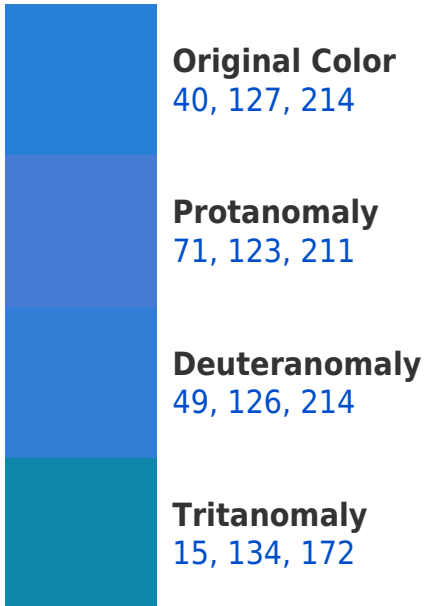 Original Color
40, 127, 214
Protanomaly
71, 123, 211
Deuteranomaly
49, 126, 214
Tritanomaly
15, 134, 172